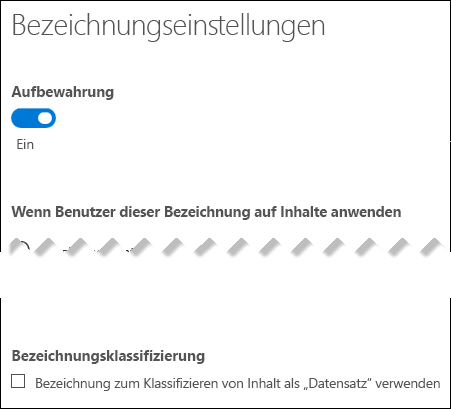 Bezeichnungseinstellungen
Aufbewahrung
Ein
Wenn Benutzer dieser Bezeichnung auf Inhalte anwenden
Bezeichnungsklassifizierung
Bezeichnung zum Klassifizieren von Inhalt als „Datensatz“ verwenden